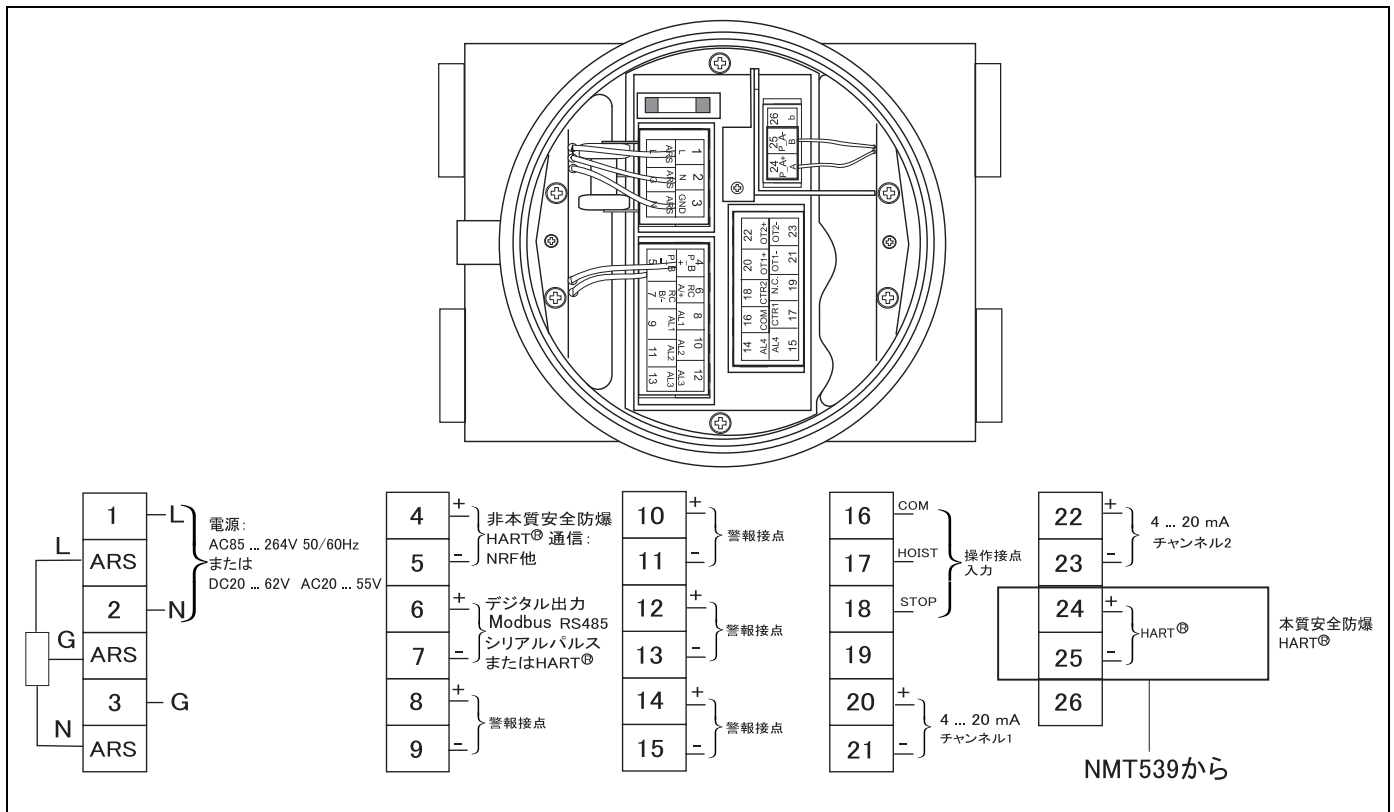 26 b
25 P_A- B
24 P_A+ A
1 L ARS L
2 N ARS G
3 GND ARS N
4 P_B +
5 P_B -
6 RC A/+
7 RC B/-
8 AL1
9 AL1
10 AL2
11 AL2
12 AL3
13 AL3
22 OT2+ OT2- 23
20 OT1+ OT1- 21
18 CTR2 N.C. 19
16 COM CTR1 17
14 AL4 AL4 15
1 L
L ARS
2 N
G ARS
3 G
N ARS
電源:
AC85 ... 264V 50/60Hz
または
DC20 ... 62V AC20 ... 55V
4 +
5 -
非本質安全防爆
HART® 通信:
NRF他
6 +
7 -
デジタル出力
Modbus RS485
シリアルパルス
またはHART®
8 +
9 -
警報接点
10 +
11 -
警報接点
12 +
13 -
警報接点
14 +
15 -
警報接点
16 COM
17 HOIST
18 STOP
操作接点
入力
19
20 +
21 -
4 ... 20 mA
チャンネル1
22 +
23 -
4 ... 20 mA
チャンネル2
24 +
25 -
HART®
26
本質安全防爆
HART®
NMT539から